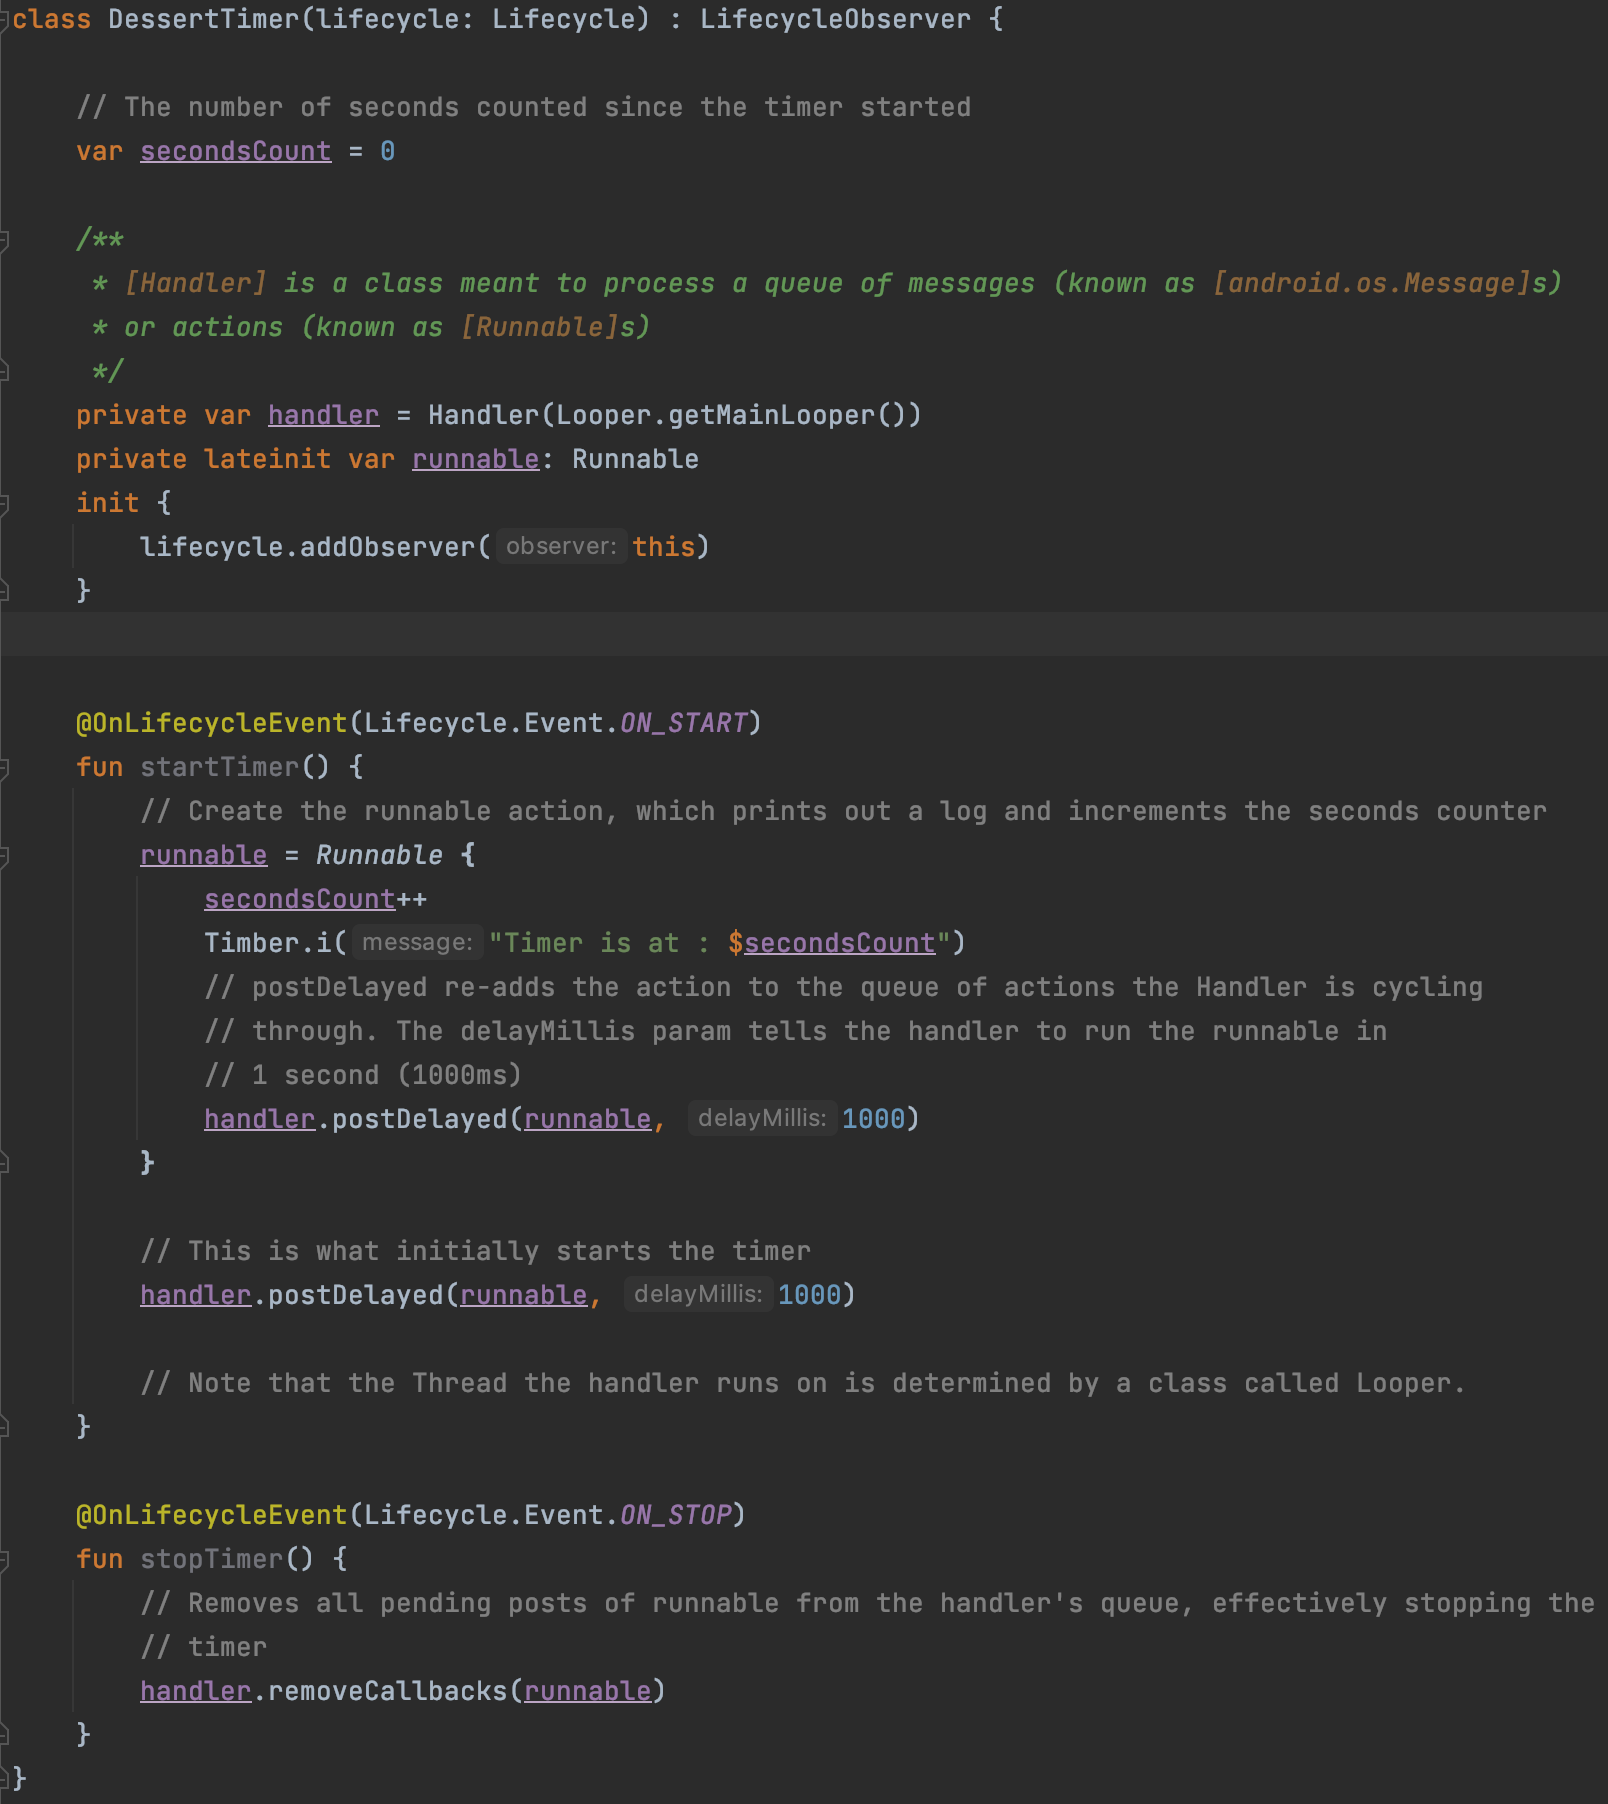 class DessertTimer(lifecycle: Lifecycle) : LifecycleObserver {
// The number of seconds counted since the timer started
var secondsCount = 0
/**
* [Handler] is a class meant to process a queue of messages (known as [android.os.Message]s)
* or actions (known as [Runnable]s)
*/
private var handler = Handler(Looper.getMainLooper())
private lateinit var runnable: Runnable
init {
lifecycle.addObserver( observer: this)
}
@OnLifecycleEvent(Lifecycle.Event.ON_START)
fun startTimer() {
// Create the runnable action, which prints out a log and increments the seconds counter
runnable = Runnable {
secondsCount++
Timber.i( message: "Timer is at : $secondsCount")
// postDelayed re-adds the action to the queue of actions the Handler is cycling
// through. The delayMillis param tells the handler to run the runnable in
// 1 second (1000ms)
handler.postDelayed(runnable, delayMillis: 1000)
}
// This is what initially starts the timer
handler.postDelayed(runnable, delayMillis: 1000)
// Note that the Thread the handler runs on is determined by a class called Looper.
}
@OnLifecycleEvent(Lifecycle.Event.ON_STOP)
fun stopTimer() {
// Removes all pending posts of runnable from the handler's queue, effectively stopping the
// timer
handler.removeCallbacks(runnable)
}
}